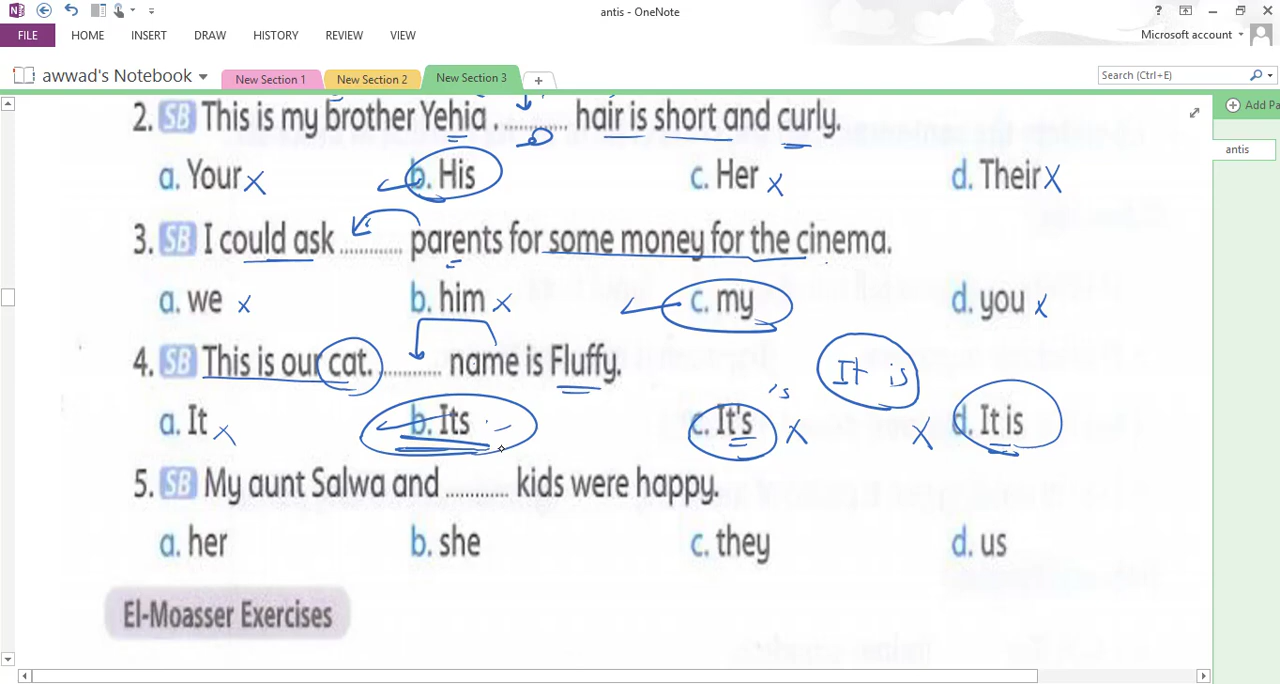 antis - OneNote
FILE HOME INSERT DRAW HISTORY REVIEW VIEW Microsoft account
awwad's Notebook New Section 1 New Section 2 New Section 3 Search (Ctrl+E)
Add Pa
antis
2. SB This is my brother Yehia ............ hair is short and curly.
a. Your x b. His c. Her x d. Their x
3. SB I could ask ............ parents for some money for the cinema.
a. we x b. him x c. my d. you x
4. SB This is our cat. ............ name is Fluffy.
's It is
a. It x b. Its c. It's x x d. It is
5. SB My aunt Salwa and ............ kids were happy.
a. her b. she c. they d. us
El-Moasser Exercises